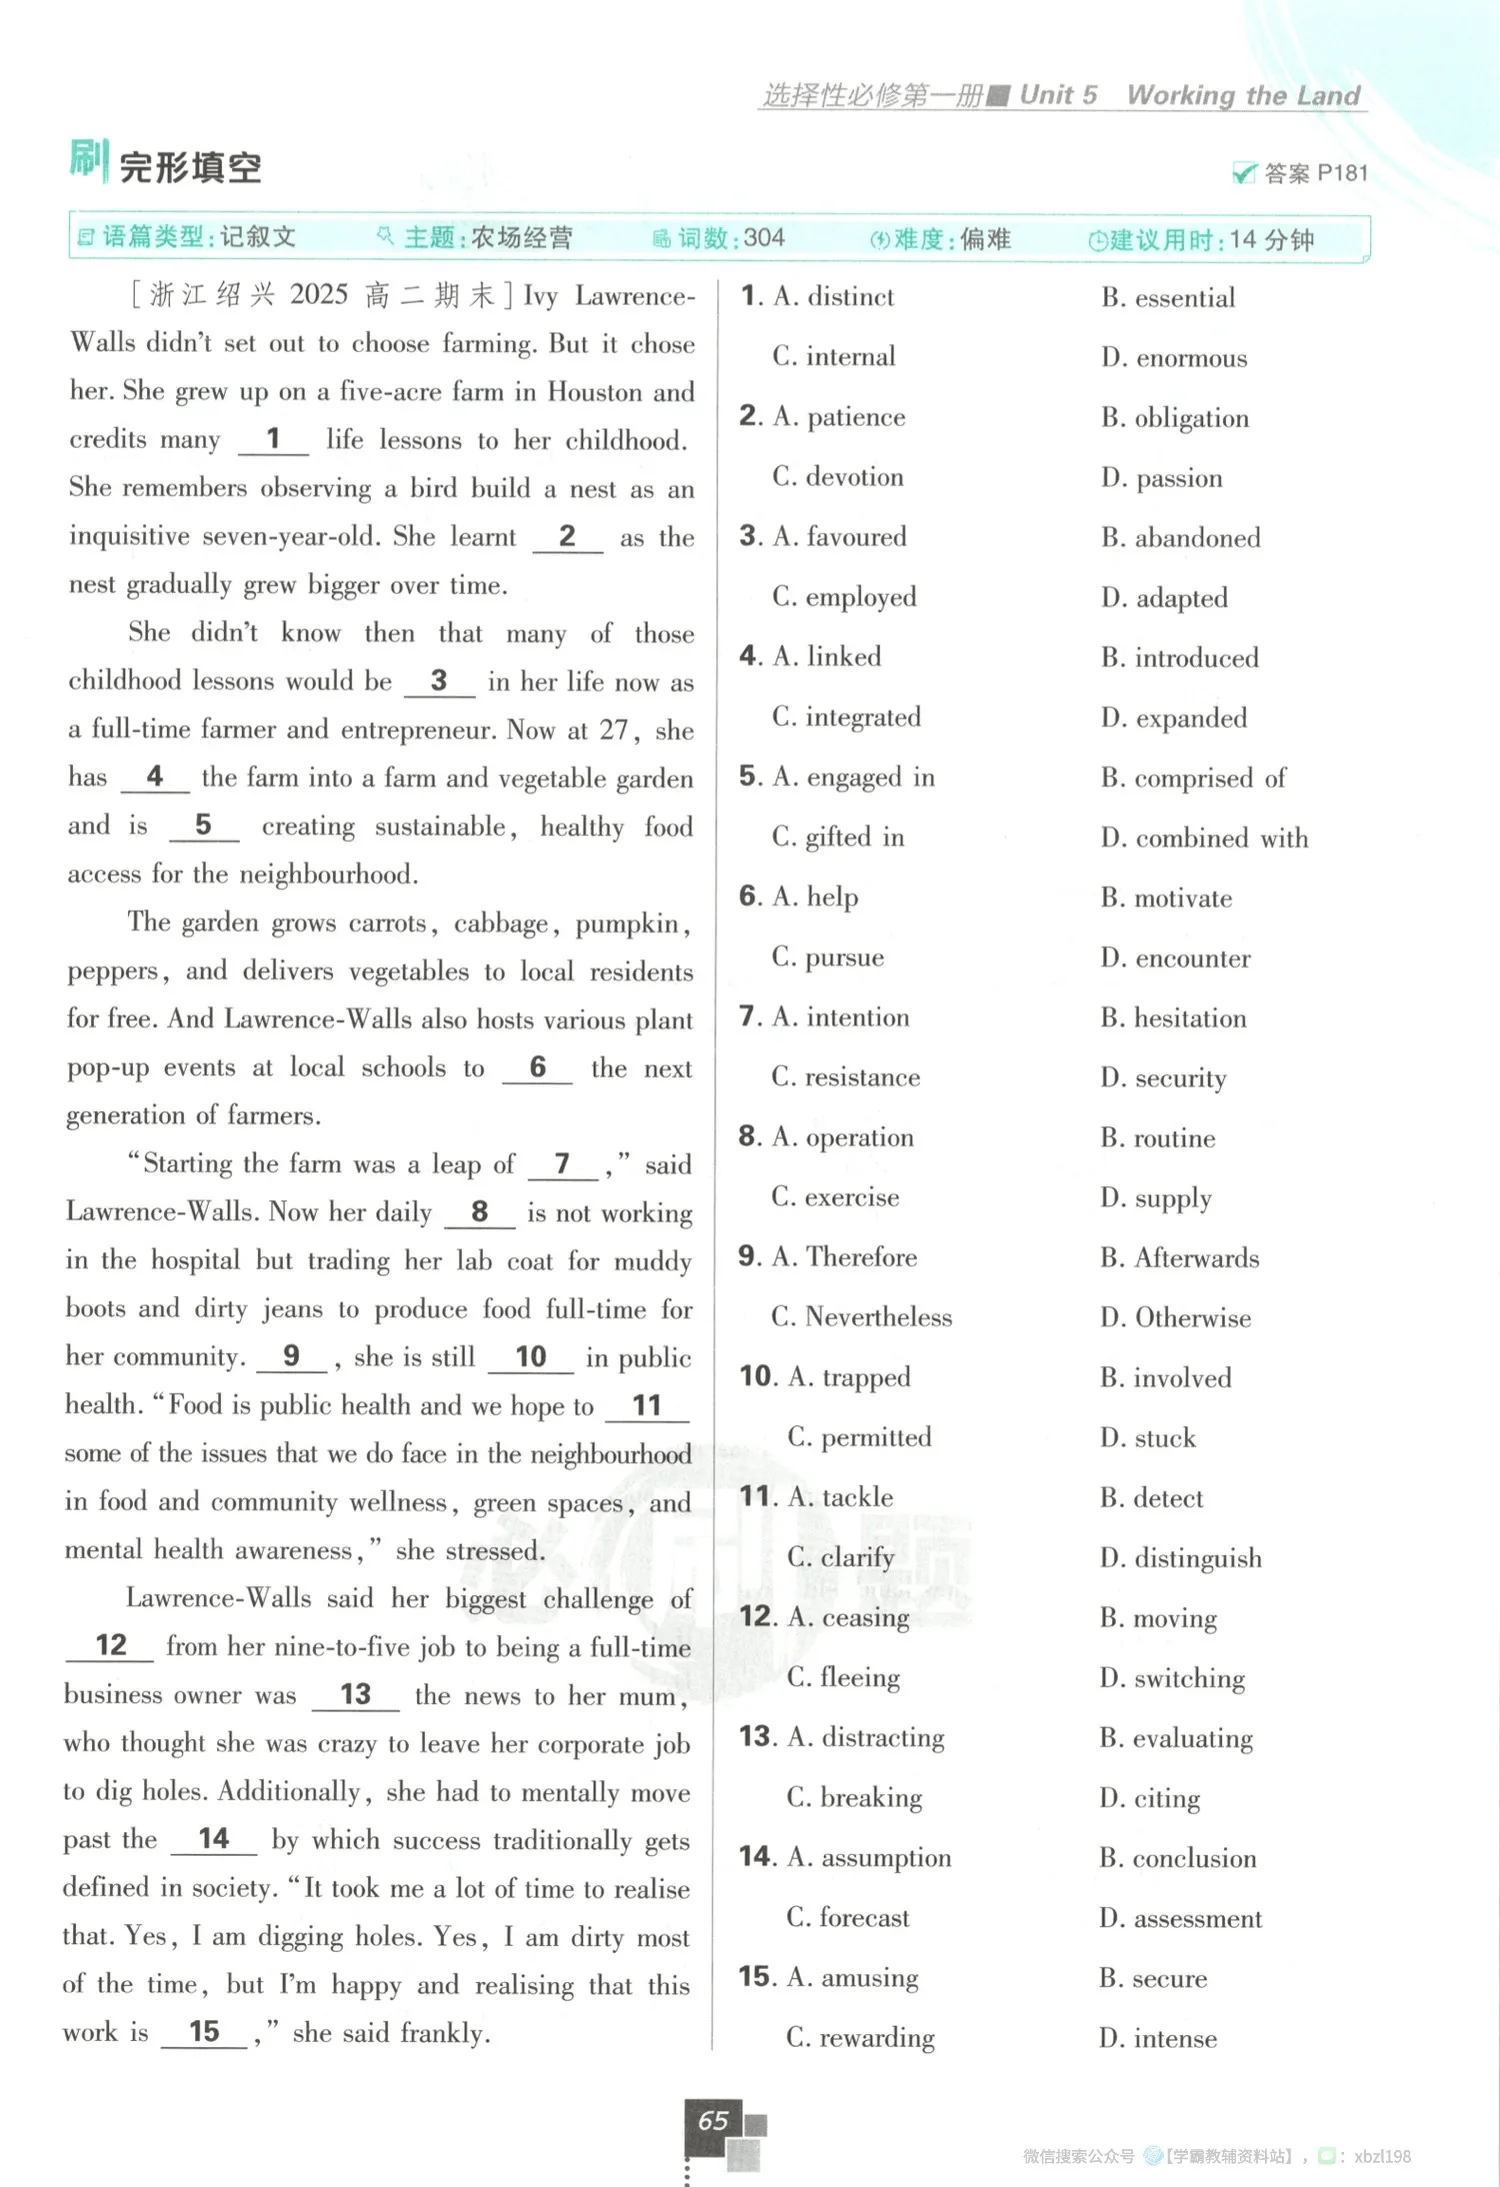 选择性必修第一册■ Unit 5 Working the Land
刷 完形填空
答案 P181
语篇类型:记叙文 主题:农场经营 词数:304 难度:偏难 建议用时:14 分钟
[浙江绍兴 2025 高二期末] Ivy Lawrence-
Walls didn't set out to choose farming. But it chose
her. She grew up on a five-acre farm in Houston and
credits many 1 life lessons to her childhood.
She remembers observing a bird build a nest as an
inquisitive seven-year-old. She learnt 2 as the
nest gradually grew bigger over time.
She didn't know then that many of those
childhood lessons would be 3 in her life now as
a full-time farmer and entrepreneur. Now at 27, she
has 4 the farm into a farm and vegetable garden
and is 5 creating sustainable, healthy food
access for the neighbourhood.
The garden grows carrots, cabbage, pumpkin,
peppers, and delivers vegetables to local residents
for free. And Lawrence-Walls also hosts various plant
pop-up events at local schools to 6 the next
generation of farmers.
"Starting the farm was a leap of 7 ," said
Lawrence-Walls. Now her daily 8 is not working
in the hospital but trading her lab coat for muddy
boots and dirty jeans to produce food full-time for
her community. 9 , she is still 10 in public
health. "Food is public health and we hope to 11
some of the issues that we do face in the neighbourhood
in food and community wellness, green spaces, and
mental health awareness," she stressed.
Lawrence-Walls said her biggest challenge of
12 from her nine-to-five job to being a full-time
business owner was 13 the news to her mum,
who thought she was crazy to leave her corporate job
to dig holes. Additionally, she had to mentally move
past the 14 by which success traditionally gets
defined in society. "It took me a lot of time to realise
that. Yes, I am digging holes. Yes, I am dirty most
of the time, but I'm happy and realising that this
work is 15 ," she said frankly.
1. A. distinct B. essential
C. internal D. enormous
2. A. patience B. obligation
C. devotion D. passion
3. A. favoured B. abandoned
C. employed D. adapted
4. A. linked B. introduced
C. integrated D. expanded
5. A. engaged in B. comprised of
C. gifted in D. combined with
6. A. help B. motivate
C. pursue D. encounter
7. A. intention B. hesitation
C. resistance D. security
8. A. operation B. routine
C. exercise D. supply
9. A. Therefore B. Afterwards
C. Nevertheless D. Otherwise
10. A. trapped B. involved
C. permitted D. stuck
11. A. tackle B. detect
C. clarify D. distinguish
12. A. ceasing B. moving
C. fleeing D. switching
13. A. distracting B. evaluating
C. breaking D. citing
14. A. assumption B. conclusion
C. forecast D. assessment
15. A. amusing B. secure
C. rewarding D. intense
必刷题
65
微信搜索公众号【学霸教辅资料站】, : xbzl198